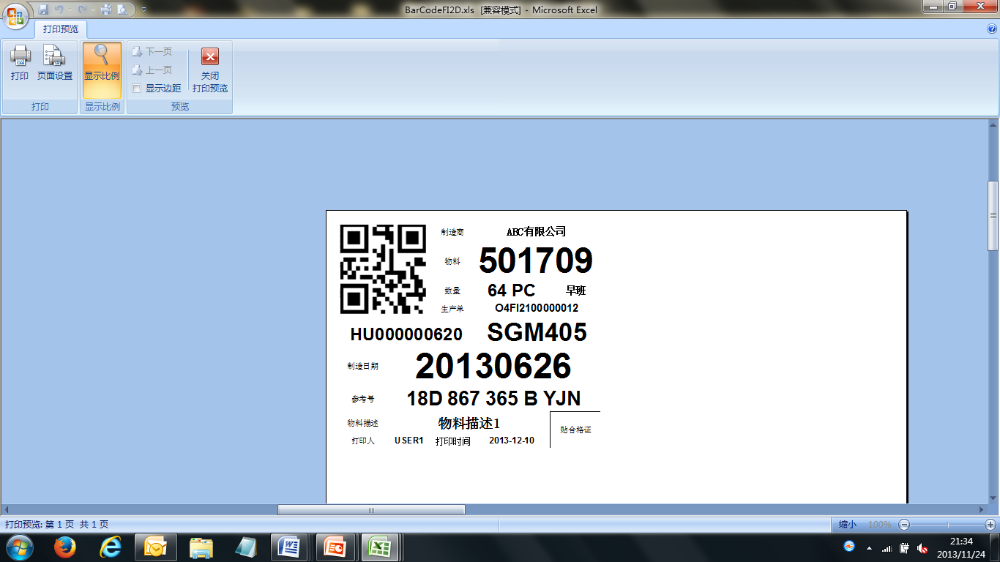 BarCodeFI2D.xls [兼容模式] - Microsoft Excel
打印预览
打印
页面设置
显示比例
下一页
上一页
显示边距
关闭
打印预览
打印
显示比例
预览
制造商 ABC有限公司
物料 501709
数量 64 PC 早班
生产单 O4FI2100000012
HU000000620 SGM405
制造日期 20130626
参考号 18D 867 365 B YJN
物料描述 物料描述1
贴合格证
打印人 USER1 打印时间 2013-12-10
打印预览: 第 1 页 共 1 页
缩小 100%
21:34
2013/11/24